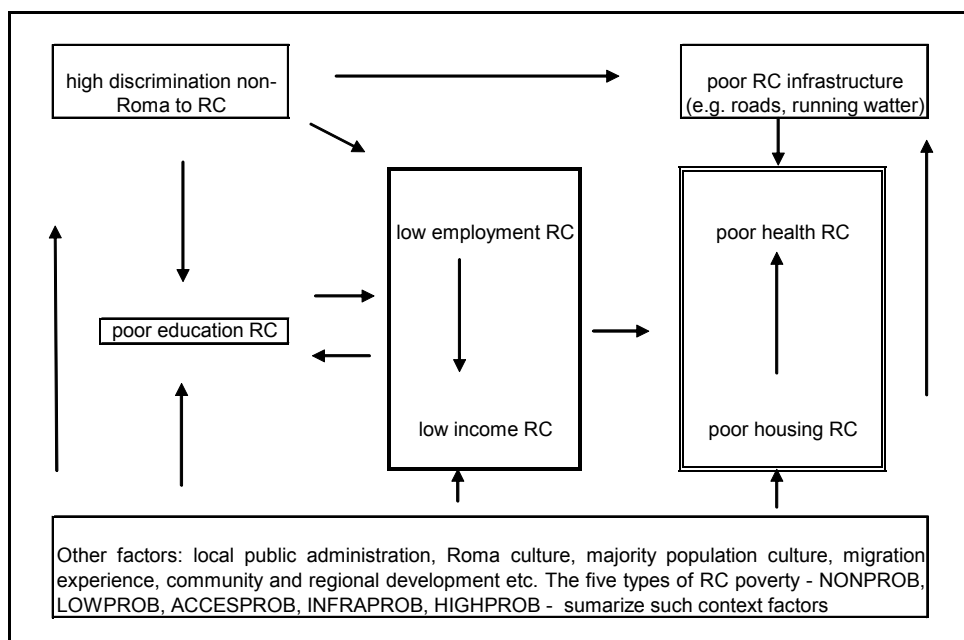 high discrimination non-
Roma to RC
poor RC infrastructure
(e.g. roads, running watter)
low employment RC
poor health RC
poor education RC
low income RC
poor housing RC
Other factors: local public administration, Roma culture, majority population culture, migration
experience, community and regional development etc. The five types of RC poverty - NONPROB,
LOWPROB, ACCESPROB, INFRAPROB, HIGHPROB - sumarize such context factors